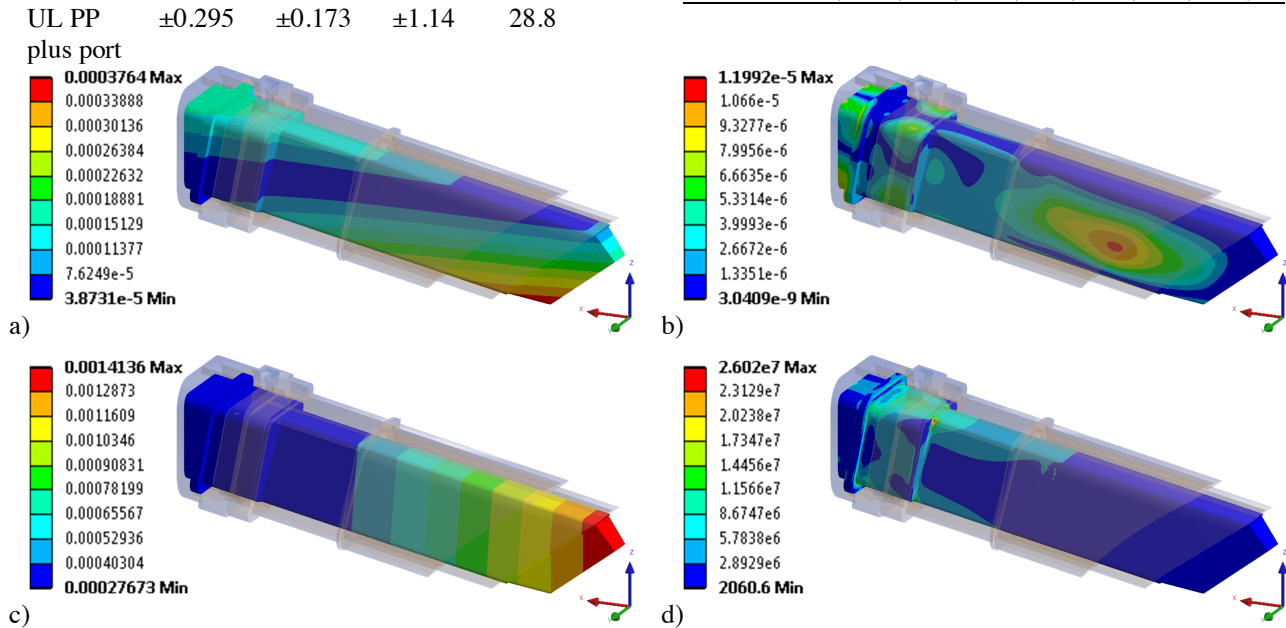 UL PP ±0.295 ±0.173 ±1.14 28.8
plus port
0.0003764 Max
0.00033888
0.00030136
0.00026384
0.00022632
0.00018881
0.00015129
0.00011377
7.6249e-5
3.8731e-5 Min
z
x
Y
a)
1.1992e-5 Max
1.066e-5
9.3277e-6
7.9956e-6
6.6635e-6
5.3314e-6
3.9993e-6
2.6672e-6
1.3351e-6
3.0409e-9 Min
z
x
Y
b)
0.0014136 Max
0.0012873
0.0011609
0.0010346
0.00090831
0.00078199
0.00065567
0.00052936
0.00040304
0.00027673 Min
z
x
Y
c)
2.602e7 Max
2.3129e7
2.0238e7
1.7347e7
1.4456e7
1.1566e7
8.6747e6
5.7838e6
2.8929e6
2060.6 Min
z
x
Y
d)